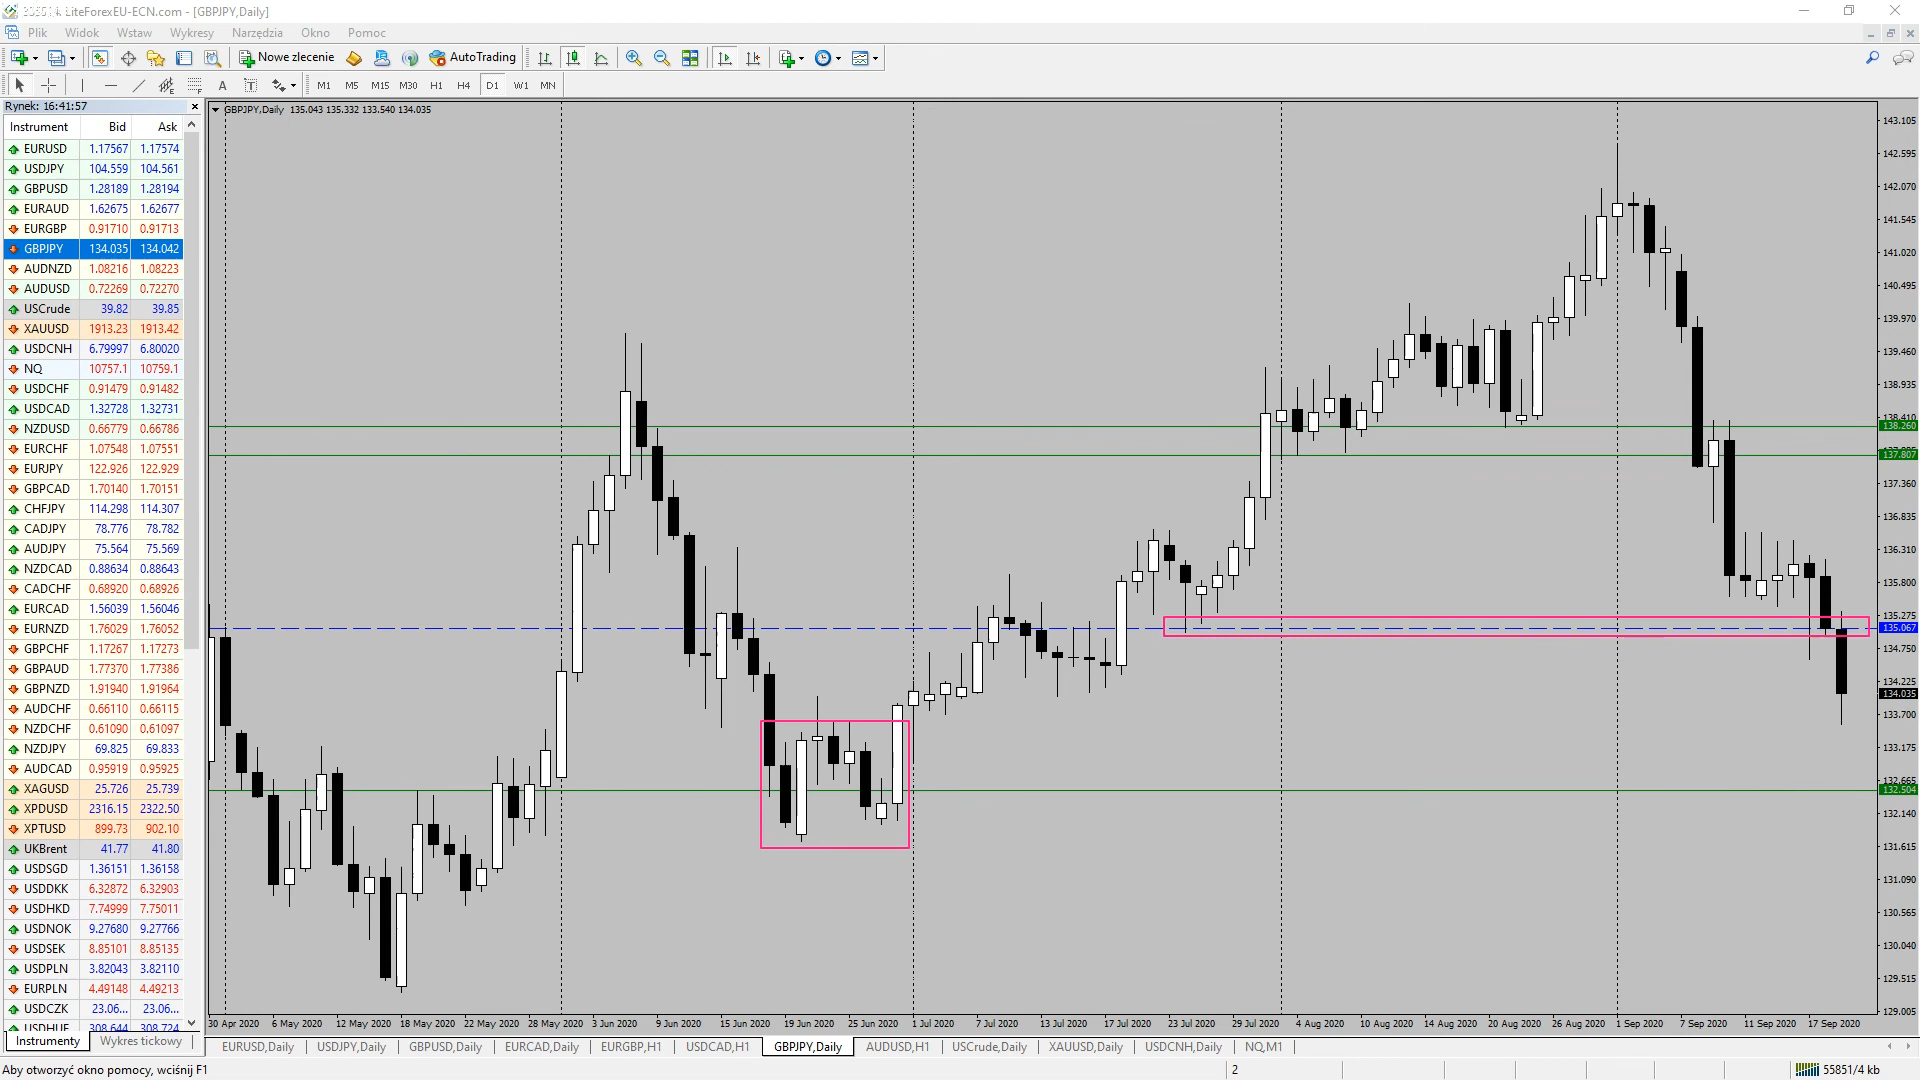 LiteForexEU-ECN.com - [GBPJPY,Daily]
Plik Widok Wstaw Wykresy Narzędzia Okno Pomoc
Nowe zlecenie AutoTrading
A T M1 M5 M15 M30 H1 H4 D1 W1 MN
Rynek: 16:41:57
Instrument Bid Ask
EURUSD 1.17567 1.17574
USDJPY 104.559 104.561
GBPUSD 1.28189 1.28194
EURAUD 1.62675 1.62677
EURGBP 0.91710 0.91713
GBPJPY 134.035 134.042
AUDNZD 1.08216 1.08223
AUDUSD 0.72269 0.72270
USCrude 39.82 39.85
XAUUSD 1913.23 1913.42
USDCNH 6.79997 6.80020
NQ 10757.1 10759.1
USDCHF 0.91479 0.91482
USDCAD 1.32728 1.32731
NZDUSD 0.66779 0.66786
EURCHF 1.07548 1.07551
EURJPY 122.926 122.929
GBPCAD 1.70140 1.70151
CHFJPY 114.298 114.307
CADJPY 78.776 78.782
AUDJPY 75.564 75.569
NZDCAD 0.88634 0.88643
CADCHF 0.68920 0.68926
EURCAD 1.56039 1.56046
EURNZD 1.76029 1.76052
GBPCHF 1.17267 1.17273
GBPAUD 1.77370 1.77386
GBPNZD 1.91940 1.91964
AUDCHF 0.66110 0.66115
NZDCHF 0.61090 0.61097
NZDJPY 69.825 69.833
AUDCAD 0.95919 0.95925
XAGUSD 25.726 25.739
XPDUSD 2316.15 2322.50
XPTUSD 899.73 902.10
UKBrent 41.77 41.80
USDSGD 1.36151 1.36158
USDDKK 6.32872 6.32903
USDHKD 7.74999 7.75011
USDNOK 9.27680 9.27766
USDSEK 8.85101 8.85135
USDPLN 3.82043 3.82110
EURPLN 4.49148 4.49213
USDCZK 23.06... 23.06...
USDHUF 308.644 308.724
Instrumenty Wykres tickowy
GBPJPY,Daily 135.043 135.332 133.540 134.035
143.105
142.595
142.070
141.545
141.020
140.495
139.970
139.460
138.935
138.410
138.260
137.807
137.360
136.835
136.310
135.800
135.275
135.067
134.750
134.225
134.035
133.700
133.175
132.665
132.504
132.140
131.615
131.090
130.565
130.040
129.515
129.005
30 Apr 2020 6 May 2020 12 May 2020 18 May 2020 22 May 2020 28 May 2020 3 Jun 2020 9 Jun 2020 15 Jun 2020 19 Jun 2020 25 Jun 2020 1 Jul 2020 7 Jul 2020 13 Jul 2020 17 Jul 2020 23 Jul 2020 29 Jul 2020 4 Aug 2020 10 Aug 2020 14 Aug 2020 20 Aug 2020 26 Aug 2020 1 Sep 2020 7 Sep 2020 11 Sep 2020 17 Sep 2020
EURUSD,Daily USDJPY,Daily GBPUSD,Daily EURCAD,Daily EURGBP,H1 USDCAD,H1 GBPJPY,Daily AUDUSD,H1 USCrude,Daily XAUUSD,Daily USDCNH,Daily NQ,M1
Aby otworzyć okno pomocy, wciśnij F1 2 55851/4 kb